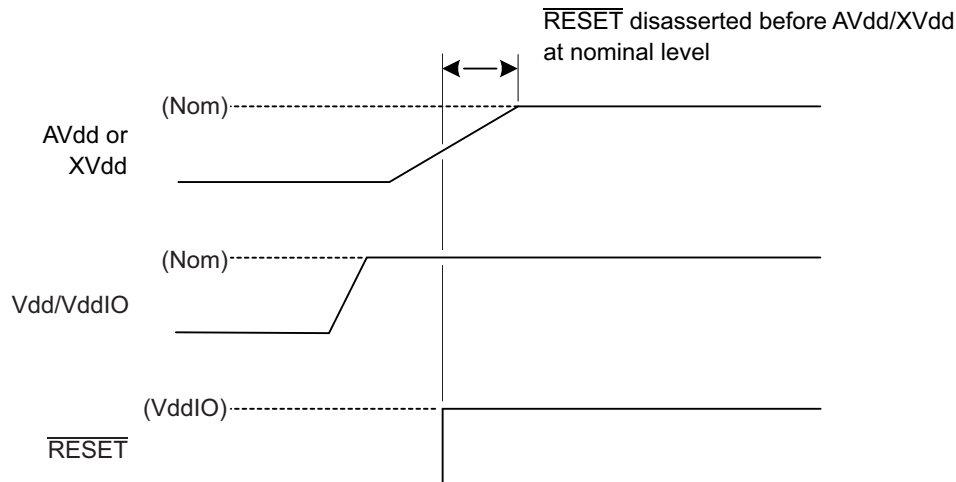 RESET disasserted before AVdd/XVdd
at nominal level
(Nom)
AVdd or
XVdd
(Nom)
Vdd/VddIO
(VddIO)
RESET